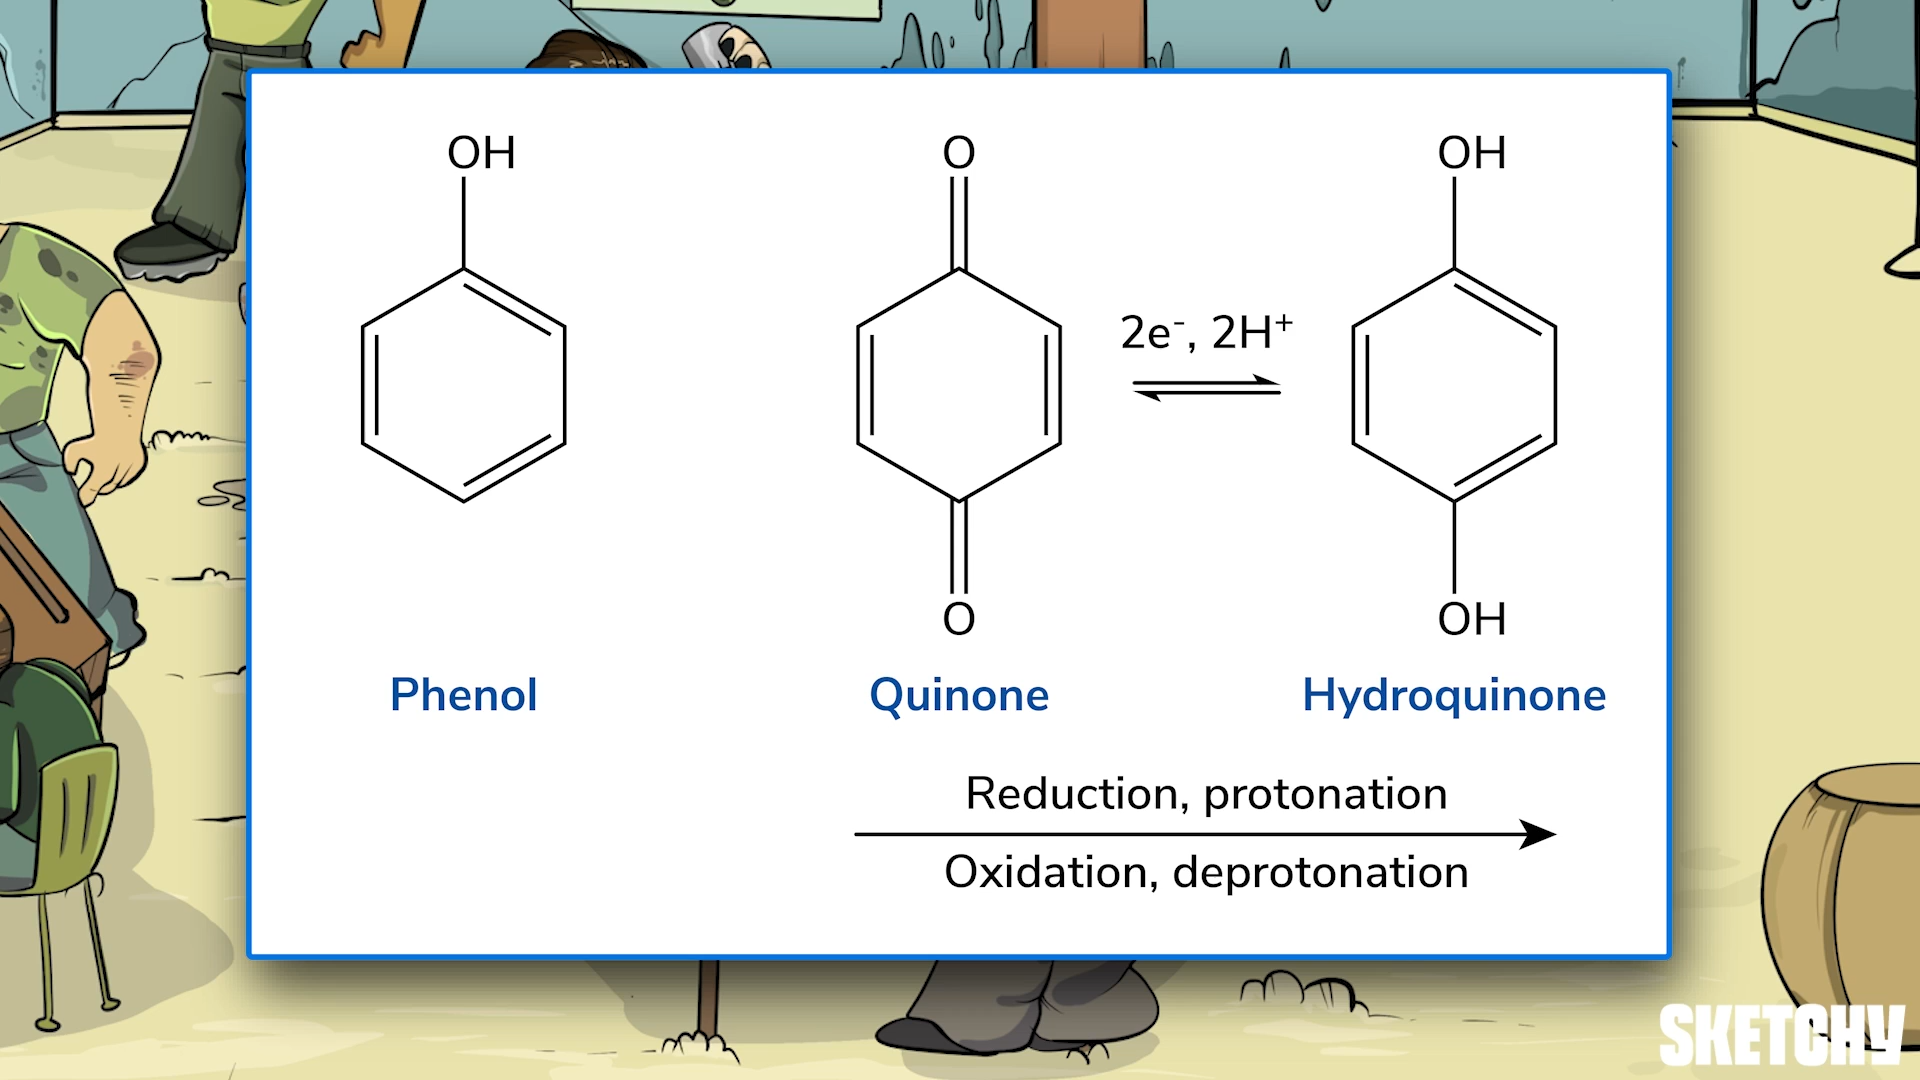 OH
O
OH
2e⁻, 2H⁺
O
OH
Phenol
Quinone
Hydroquinone
Reduction, protonation
Oxidation, deprotonation
SKETCHY